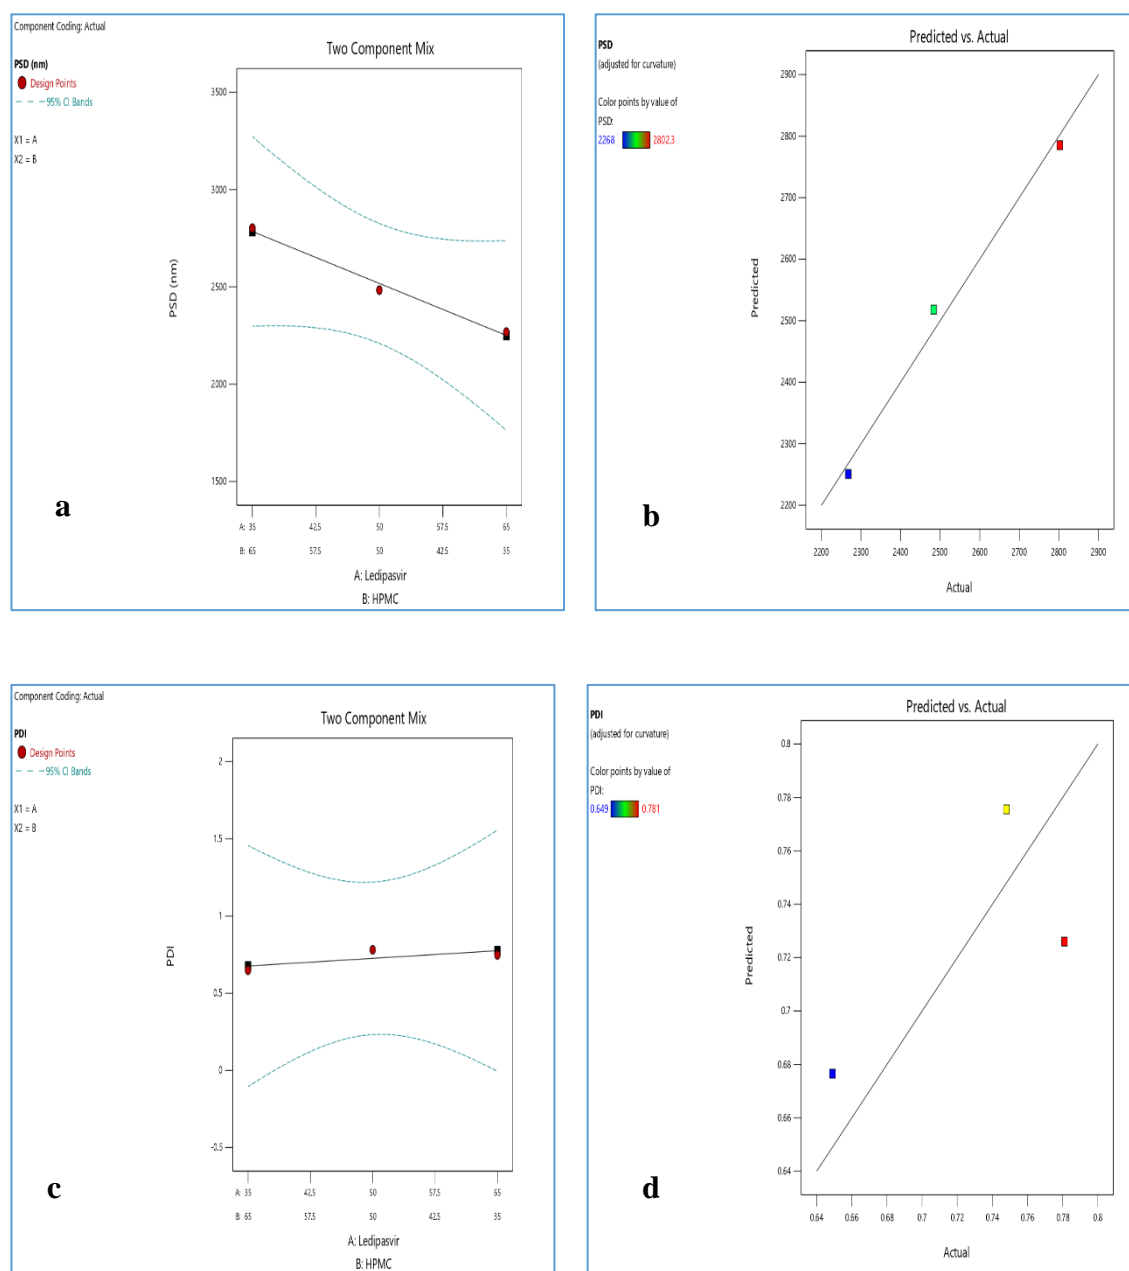 Component Coding: Actual
Two Component Mix
PSD (nm)
Design Points
95% CI Bands
X1 = A
X2 = B
3500
3000
2500
2000
1500
PSD (nm)
A: 35 42.5 50 57.5 65
B: 65 57.5 50 42.5 35
A: Ledipasvir
B: HPMC
a
Predicted vs. Actual
PSD
(adjusted for curvature)
Color points by value of
PSD:
2268 2802.3
2900
2800
2700
2600
2500
2400
2300
2200
Predicted
2200 2300 2400 2500 2600 2700 2800 2900
Actual
b
Component Coding: Actual
Two Component Mix
PDI
Design Points
95% CI Bands
X1 = A
X2 = B
2
1.5
1
0.5
0
-0.5
PDI
A: 35 42.5 50 57.5 65
B: 65 57.5 50 42.5 35
A: Ledipasvir
B: HPMC
c
Predicted vs. Actual
PDI
(adjusted for curvature)
Color points by value of
PDI:
0.649 0.781
0.8
0.78
0.76
0.74
0.72
0.7
0.68
0.66
0.64
Predicted
0.64 0.66 0.68 0.7 0.72 0.74 0.76 0.78 0.8
Actual
d